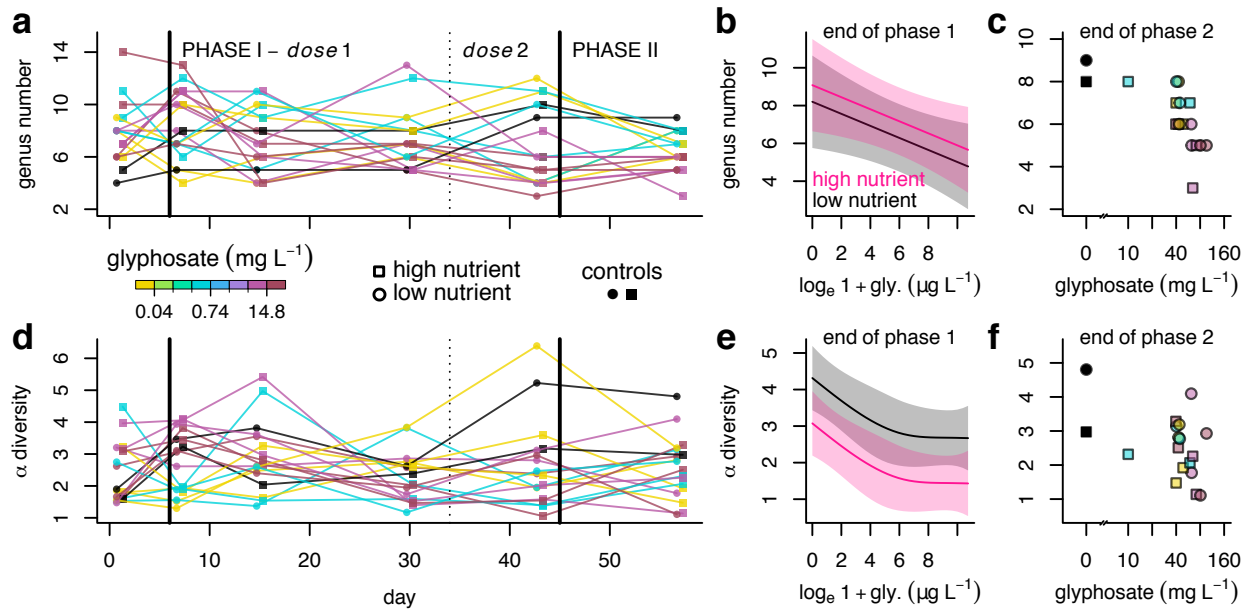 a
PHASE I – dose 1
dose 2
PHASE II
genus number
14
10
6
2
glyphosate (mg L⁻¹)
0.04 0.74 14.8
high nutrient
low nutrient
controls
b
end of phase 1
genus number
10
8
6
4
high nutrient
low nutrient
0 2 4 6 8
logₑ 1 + gly. (µg L⁻¹)
c
end of phase 2
10
8
6
4
2
0 10 40 160
glyphosate (mg L⁻¹)
d
α diversity
6
5
4
3
2
1
0 10 20 30 40 50
day
e
end of phase 1
α diversity
5
4
3
2
1
0 2 4 6 8
logₑ 1 + gly. (µg L⁻¹)
f
end of phase 2
5
4
3
2
1
0 10 40 160
glyphosate (mg L⁻¹)